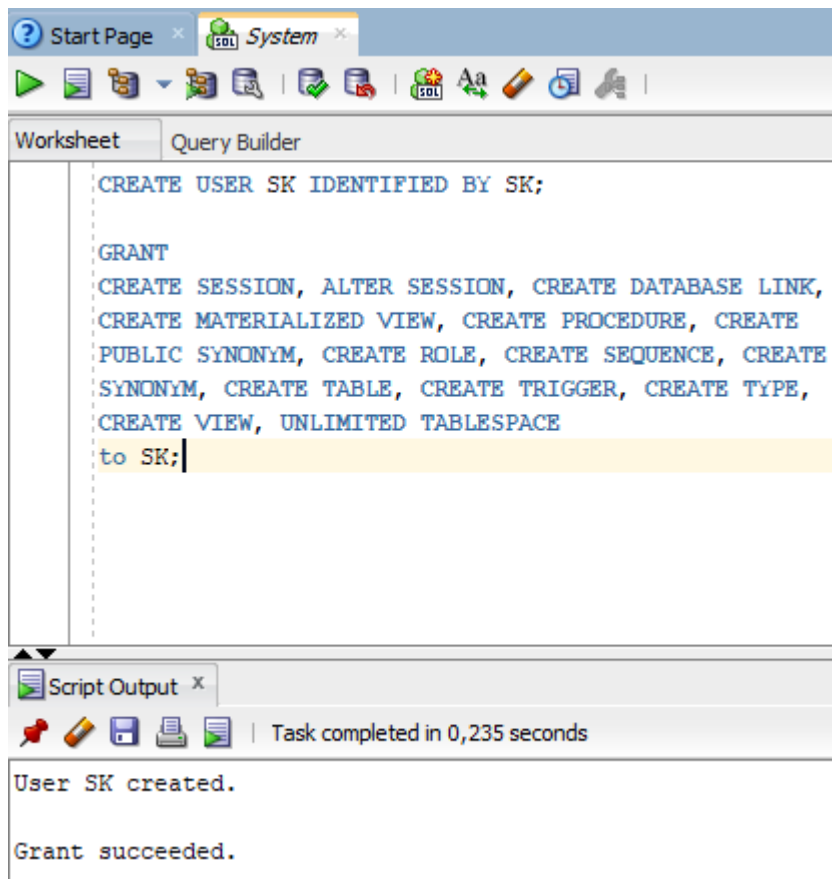 Start Page System
Worksheet Query Builder
CREATE USER SK IDENTIFIED BY SK;
GRANT
CREATE SESSION, ALTER SESSION, CREATE DATABASE LINK,
CREATE MATERIALIZED VIEW, CREATE PROCEDURE, CREATE
PUBLIC SYNONYM, CREATE ROLE, CREATE SEQUENCE, CREATE
SYNONYM, CREATE TABLE, CREATE TRIGGER, CREATE TYPE,
CREATE VIEW, UNLIMITED TABLESPACE
to SK;
Script Output
Task completed in 0,235 seconds
User SK created.
Grant succeeded.